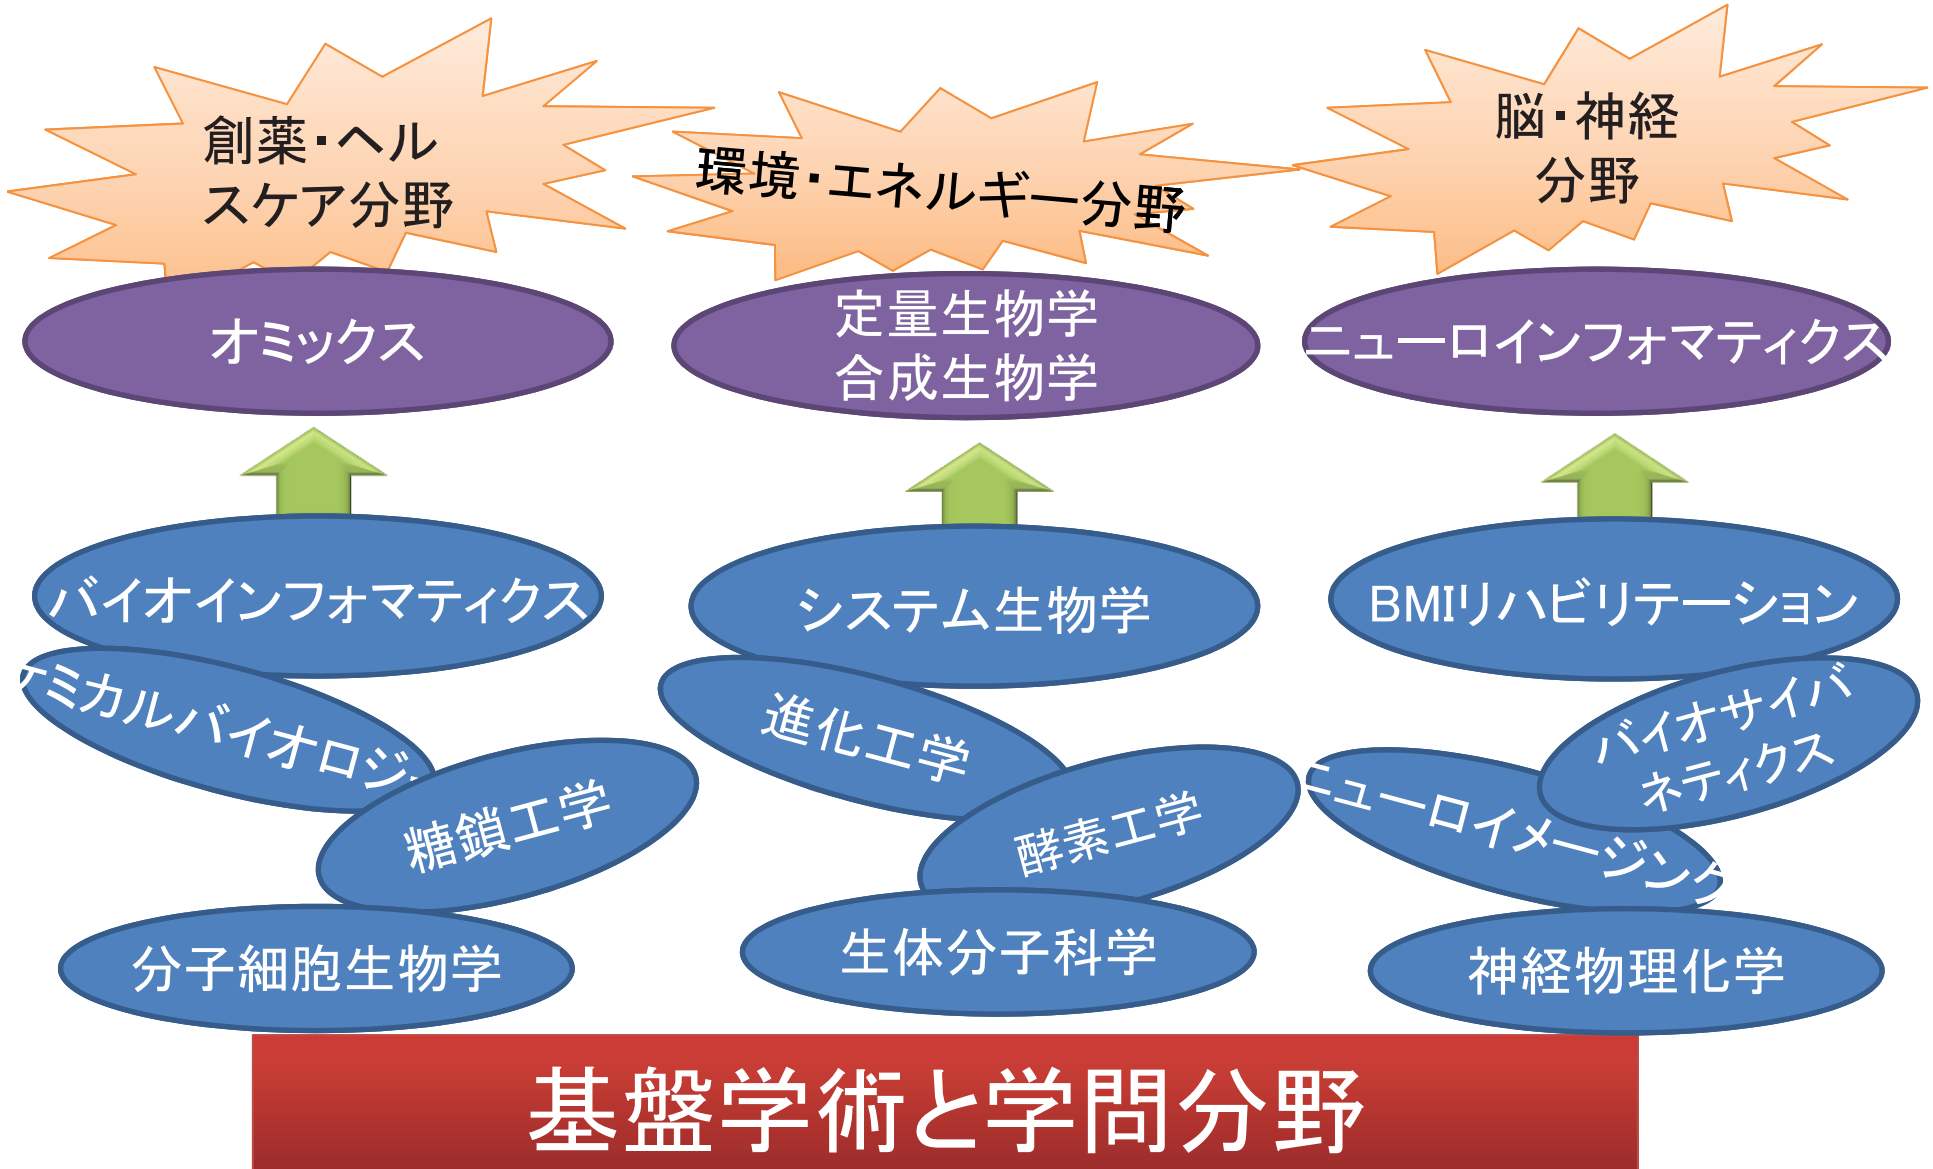 創薬・ヘル
スケア分野
環境・エネルギー分野
脳・神経
分野
オミックス
定量生物学
合成生物学
ニューロインフォマティクス
バイオインフォマティクス
システム生物学
BMIリハビリテーション
ケミカルバイオロジー
進化工学
バイオサイバ
ネティクス
糖鎖工学
酵素工学
ニューロイメージング
分子細胞生物学
生体分子科学
神経物理化学
基盤学術と学問分野